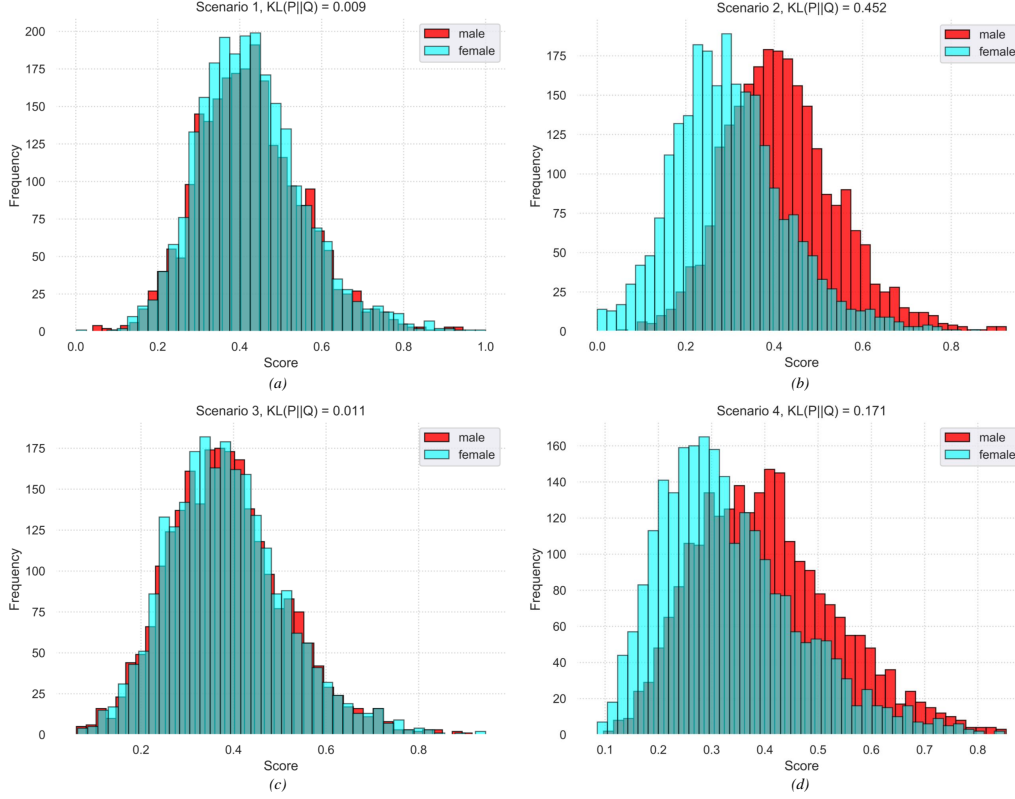 Scenario 1, KL(P||Q) = 0.009
male
female
Frequency
200
175
150
125
100
75
50
25
0
0.0 0.2 0.4 0.6 0.8 1.0
Score
(a)
Scenario 2, KL(P||Q) = 0.452
male
female
Frequency
175
150
125
100
75
50
25
0
0.0 0.2 0.4 0.6 0.8
Score
(b)
Scenario 3, KL(P||Q) = 0.011
male
female
Frequency
175
150
125
100
75
50
25
0
0.2 0.4 0.6 0.8
Score
(c)
Scenario 4, KL(P||Q) = 0.171
male
female
Frequency
160
140
120
100
80
60
40
20
0
0.1 0.2 0.3 0.4 0.5 0.6 0.7 0.8
Score
(d)